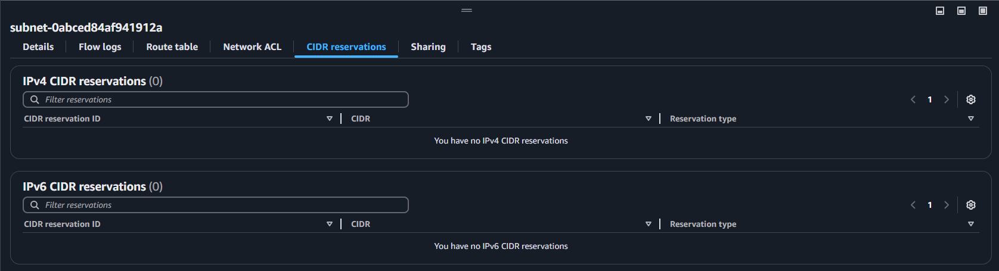 subnet-0abced84af941912a
Details Flow logs Route table Network ACL CIDR reservations Sharing Tags
IPv4 CIDR reservations (0)
Filter reservations 1
CIDR reservation ID CIDR Reservation type
You have no IPv4 CIDR reservations
IPv6 CIDR reservations (0)
Filter reservations 1
CIDR reservation ID CIDR Reservation type
You have no IPv6 CIDR reservations